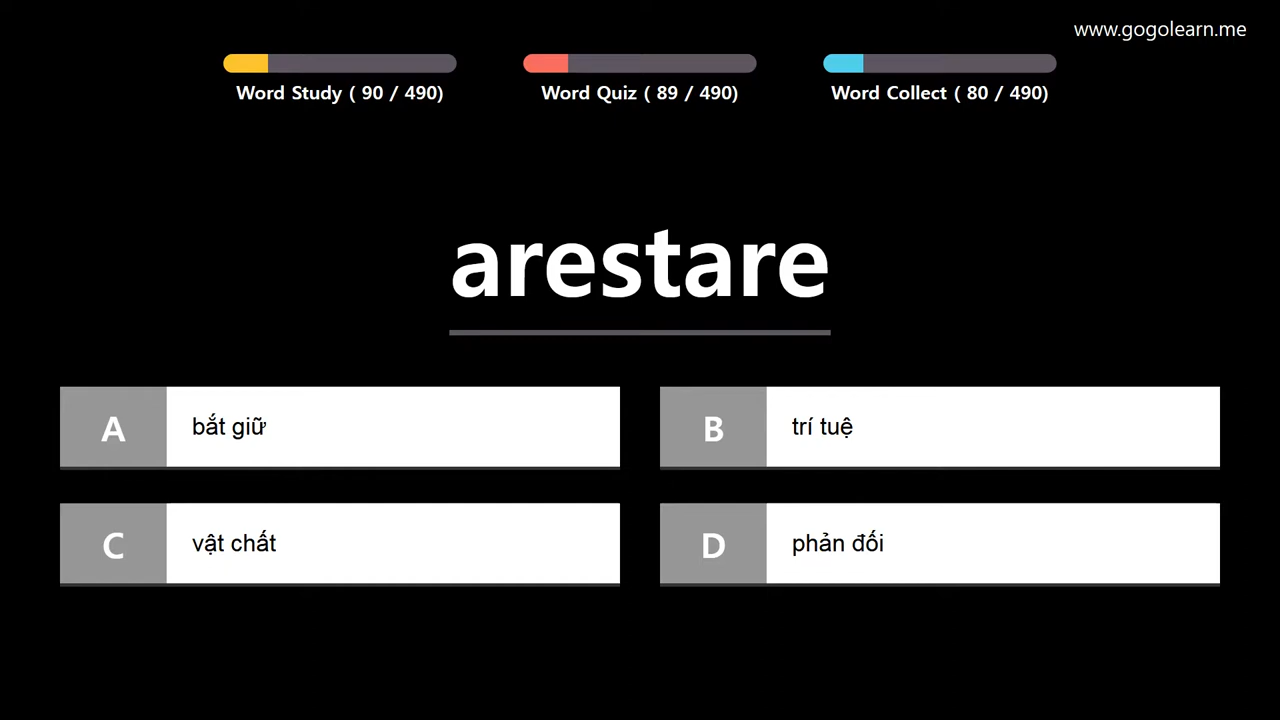 www.gogolearn.me
Word Study ( 90 / 490)
Word Quiz ( 89 / 490)
Word Collect ( 80 / 490)
arestare
A bắt giữ
B trí tuệ
C vật chất
D phản đối